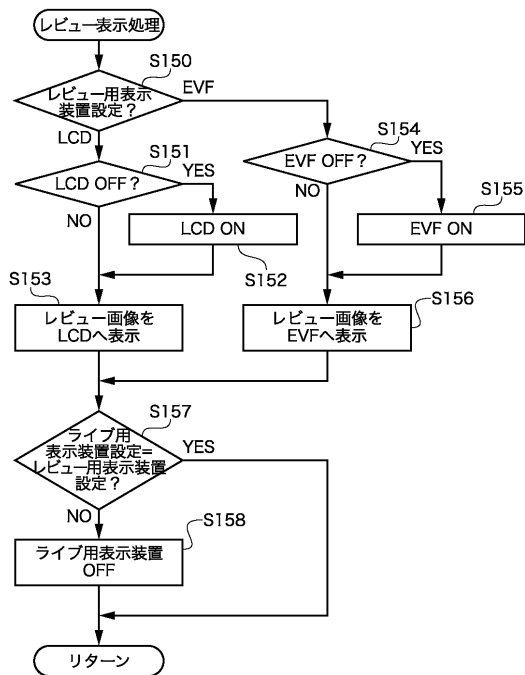 レビュー表示処理
S150
レビュー用表示
装置設定？
EVF
LCD
S151
LCD OFF？
YES
NO
LCD ON
S152
S153
レビュー画像を
LCDへ表示
S154
EVF OFF？
YES
NO
S155
EVF ON
S156
レビュー画像を
EVFへ表示
S157
ライブ用
表示装置設定=
レビュー用表示装置
設定？
YES
NO
S158
ライブ用表示装置
OFF
リターン